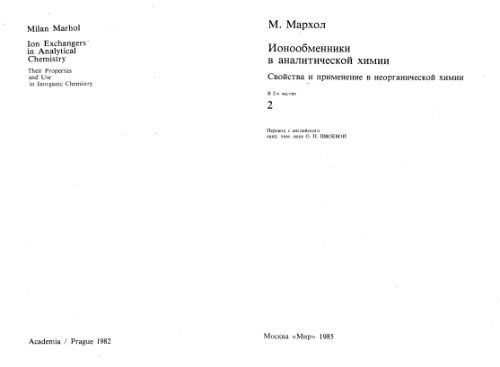 Milan Marhol
Ion Exchangers
in Analytical
Chemistry
Their Properties
and Use
in Inorganic Chemistry
Academia / Prague 1982
М. Мархол
Ионообменники
в аналитической химии
Свойства и применение в неорганической химии
В 2-х частях
2
Перевод с английского
канд. хим. наук О. П. ШВОЕВОЙ
Москва «Мир» 1985